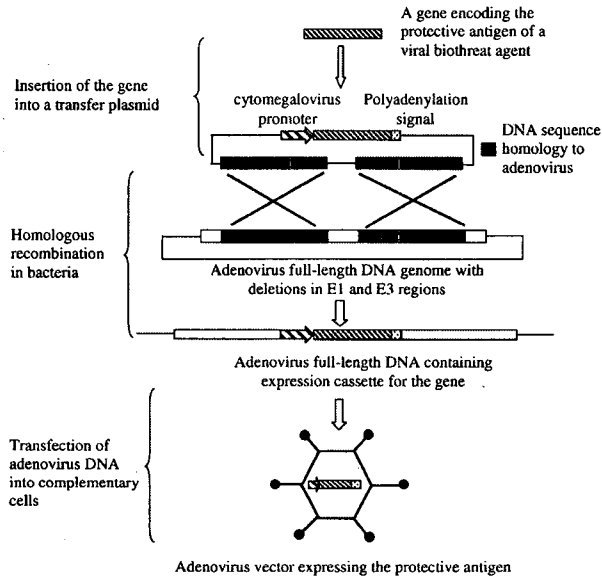 A gene encoding the
protective antigen of a
viral biothreat agent
Insertion of the gene
into a transfer plasmid
cytomegalovirus
promoter
Polyadenylation
signal
DNA sequence
homology to
adenovirus
Homologous
recombination
in bacteria
Adenovirus full-length DNA genome with
deletions in E1 and E3 regions
Adenovirus full-length DNA containing
expression cassette for the gene
Transfection of
adenovirus DNA
into complementary
cells
Adenovirus vector expressing the protective antigen